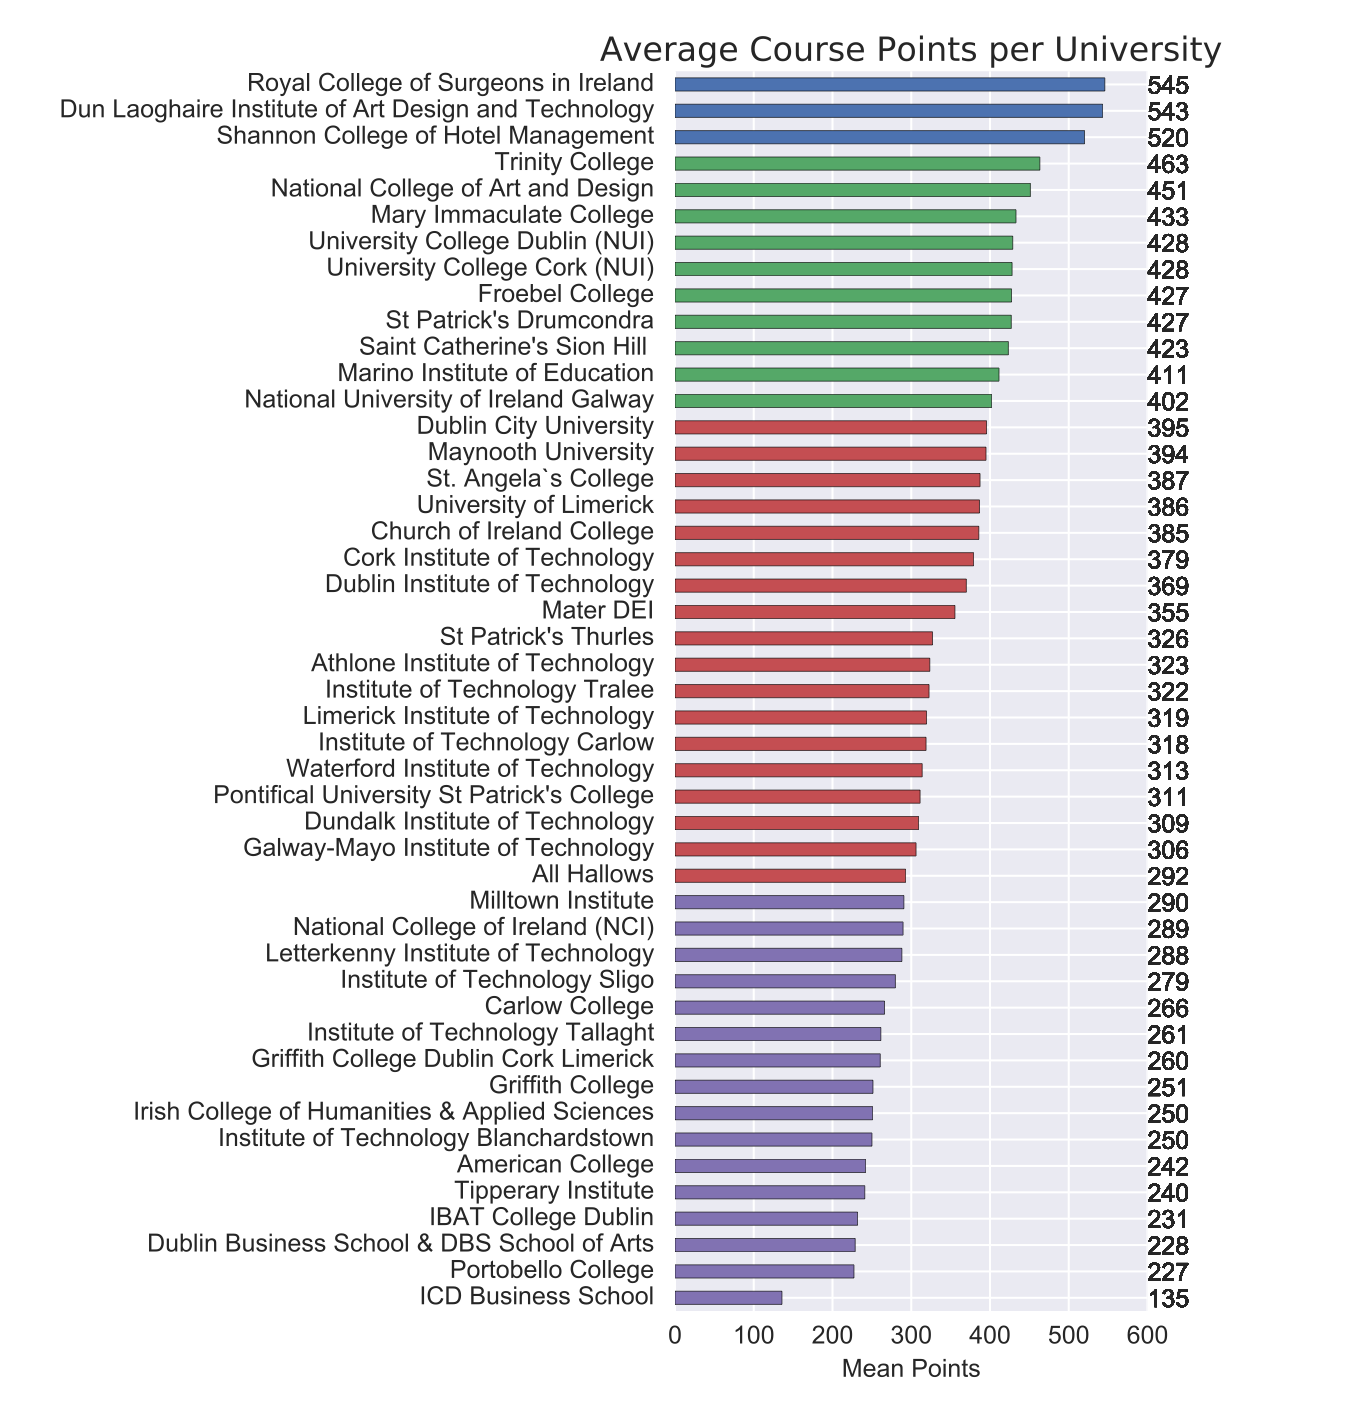 Average Course Points per University
Royal College of Surgeons in Ireland 545
Dun Laoghaire Institute of Art Design and Technology 543
Shannon College of Hotel Management 520
Trinity College 463
National College of Art and Design 451
Mary Immaculate College 433
University College Dublin (NUI) 428
University College Cork (NUI) 428
Froebel College 427
St Patrick's Drumcondra 427
Saint Catherine's Sion Hill 423
Marino Institute of Education 411
National University of Ireland Galway 402
Dublin City University 395
Maynooth University 394
St. Angela`s College 387
University of Limerick 386
Church of Ireland College 385
Cork Institute of Technology 379
Dublin Institute of Technology 369
Mater DEI 355
St Patrick's Thurles 326
Athlone Institute of Technology 323
Institute of Technology Tralee 322
Limerick Institute of Technology 319
Institute of Technology Carlow 318
Waterford Institute of Technology 313
Pontifical University St Patrick's College 311
Dundalk Institute of Technology 309
Galway-Mayo Institute of Technology 306
All Hallows 292
Milltown Institute 290
National College of Ireland (NCI) 289
Letterkenny Institute of Technology 288
Institute of Technology Sligo 279
Carlow College 266
Institute of Technology Tallaght 261
Griffith College Dublin Cork Limerick 260
Griffith College 251
Irish College of Humanities & Applied Sciences 250
Institute of Technology Blanchardstown 250
American College 242
Tipperary Institute 240
IBAT College Dublin 231
Dublin Business School & DBS School of Arts 228
Portobello College 227
ICD Business School 135
0 100 200 300 400 500 600
Mean Points